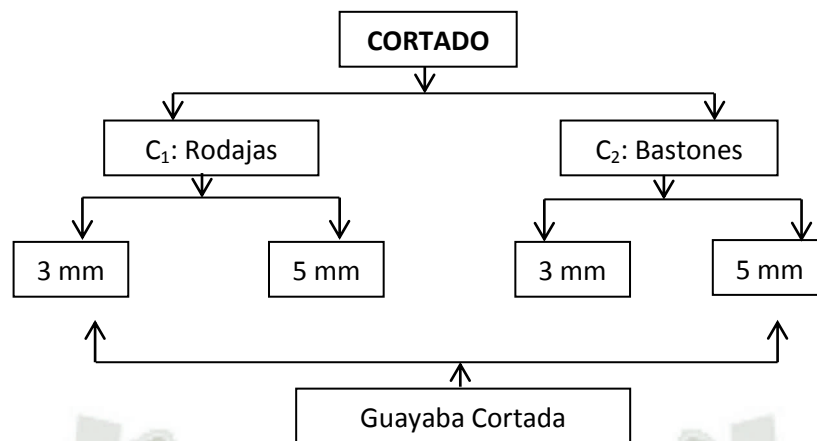 CORTADO
C₁: Rodajas
C₂: Bastones
3 mm
5 mm
3 mm
5 mm
Guayaba Cortada